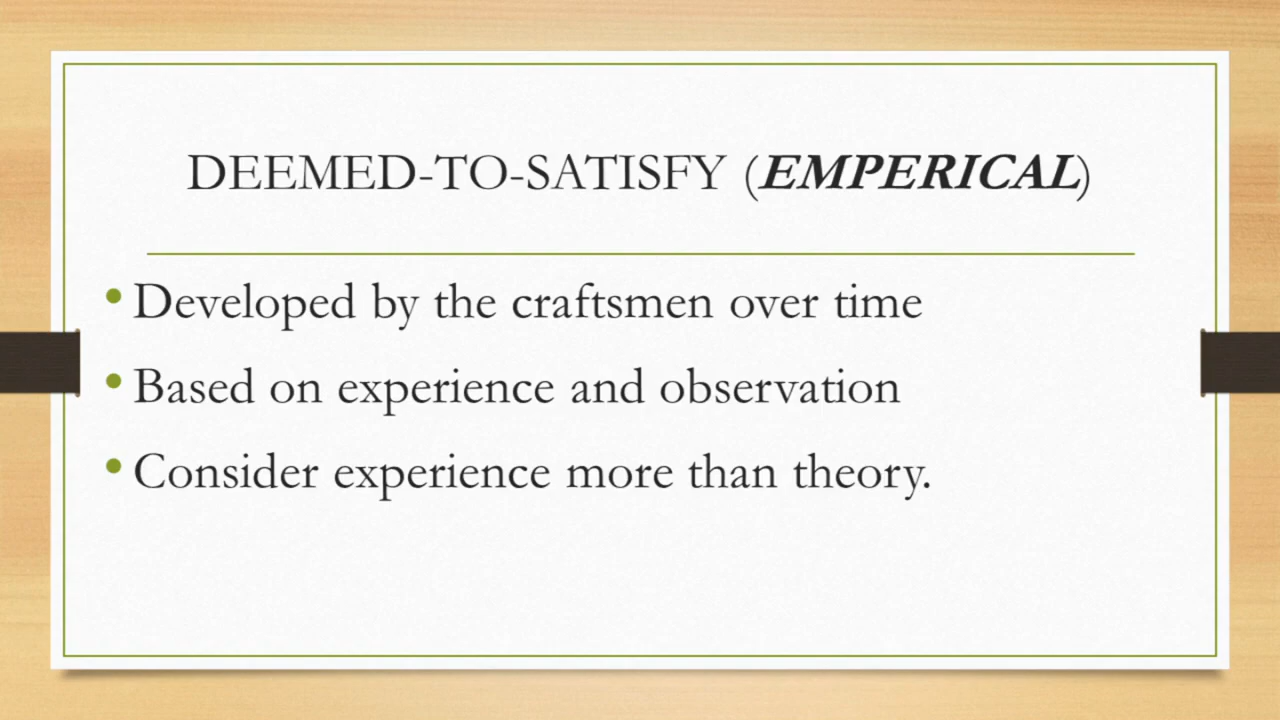 DEEMED-TO-SATISFY (EMPERICAL)
• Developed by the craftsmen over time
• Based on experience and observation
• Consider experience more than theory.